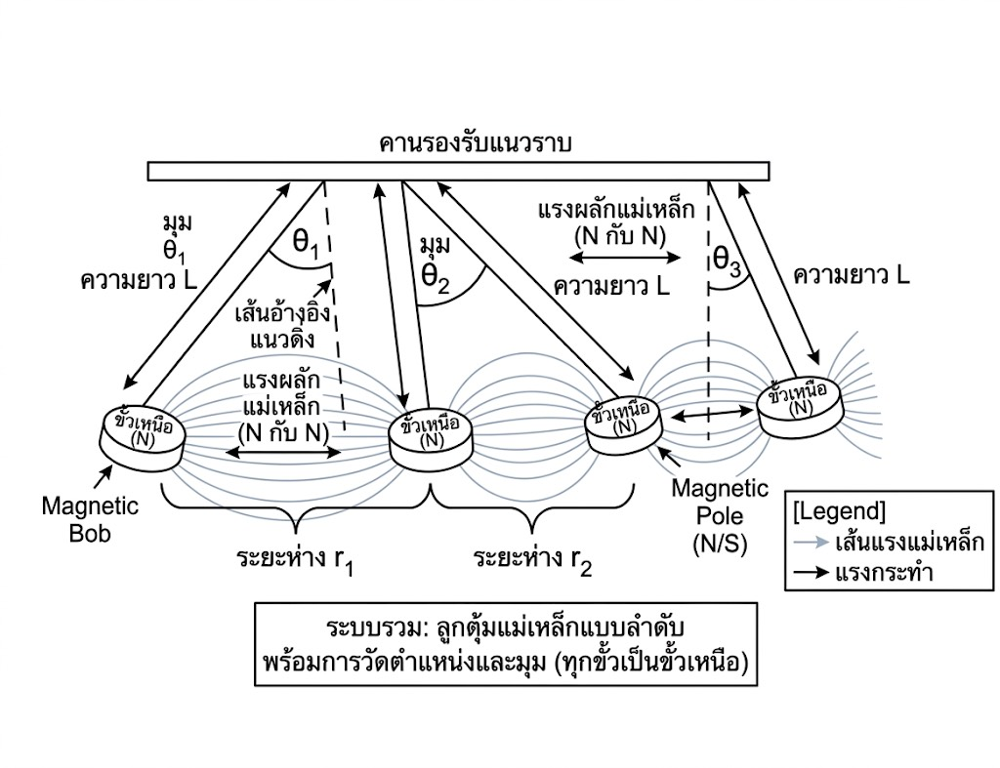 คานรองรับแนวราบ
มุม
θ1
ความยาว L
θ1
เส้นอ้างอิง
แนวดิ่ง
แรงผลัก
แม่เหล็ก
(N กับ N)
มุม
θ2
แรงผลักแม่เหล็ก
(N กับ N)
ความยาว L
θ3
ความยาว L
ขั้วเหนือ
(N)
ขั้วเหนือ
(N)
ขั้วเหนือ
(N)
ขั้วเหนือ
(N)
Magnetic
Bob
ระยะห่าง r1
ระยะห่าง r2
Magnetic
Pole
(N/S)
[Legend]
เส้นแรงแม่เหล็ก
แรงกระทำ
ระบบรวม: ลูกตุ้มแม่เหล็กแบบลำดับ
พร้อมการวัดตำแหน่งและมุม (ทุกขั้วเป็นขั้วเหนือ)